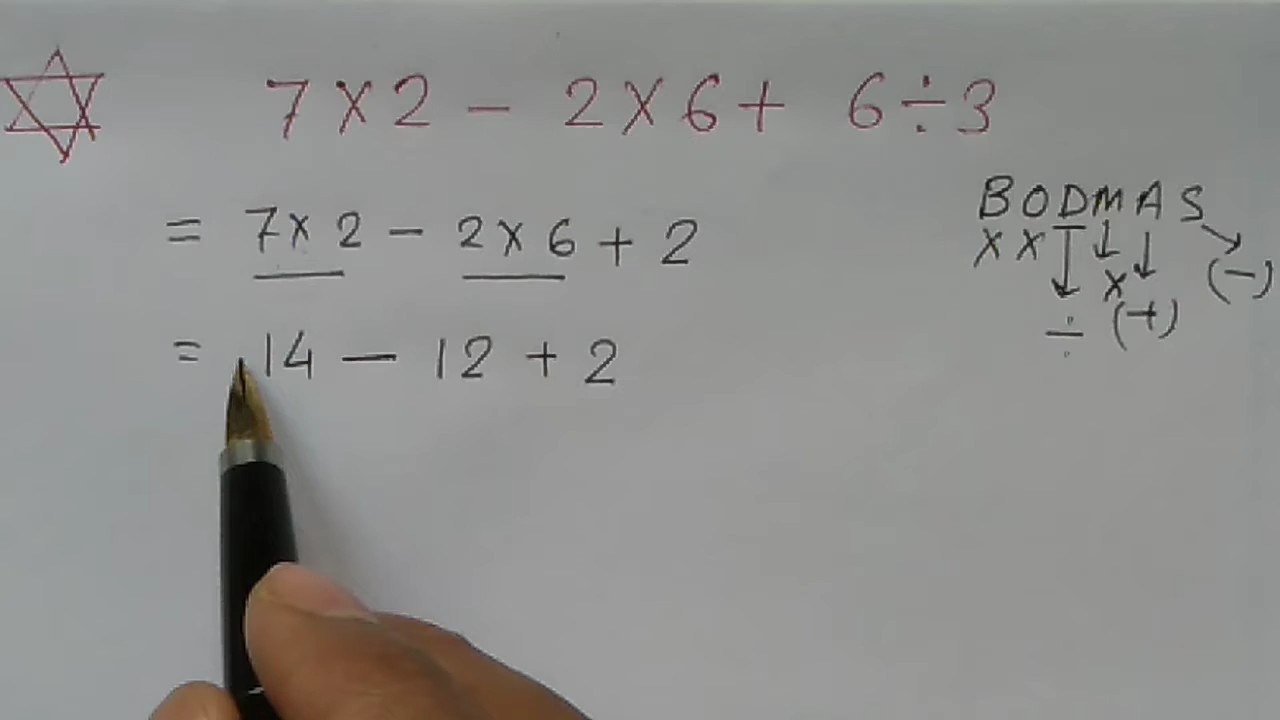 7 × 2 − 2 × 6 + 6 ÷ 3
= 7 × 2 − 2 × 6 + 2
= 14 − 12 + 2
BODMAS
× ×
× (−)
÷ (+)